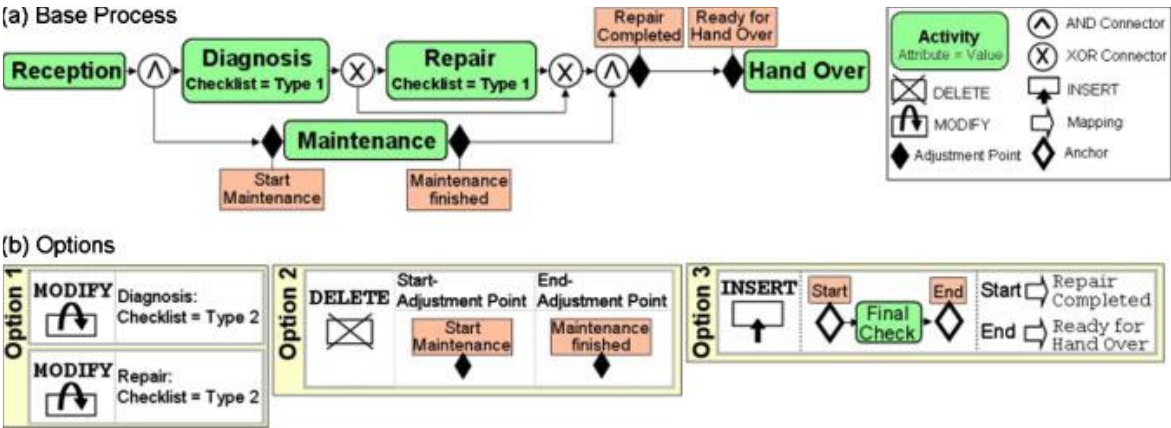 (a) Base Process
Reception
Diagnosis
Checklist = Type 1
Repair
Checklist = Type 1
Repair
Completed
Ready for
Hand Over
Hand Over
Maintenance
Start
Maintenance
Maintenance
finished
Activity
Attribute = Value
AND Connector
XOR Connector
DELETE
INSERT
MODIFY
Mapping
Adjustment Point
Anchor
(b) Options
Option 1
MODIFY
Diagnosis:
Checklist = Type 2
MODIFY
Repair:
Checklist = Type 2
Option 2
DELETE
Start-
Adjustment Point
Start
Maintenance
End-
Adjustment Point
Maintenance
finished
Option 3
INSERT
Start
Final
Check
End
Start
Repair
Completed
End
Ready for
Hand Over